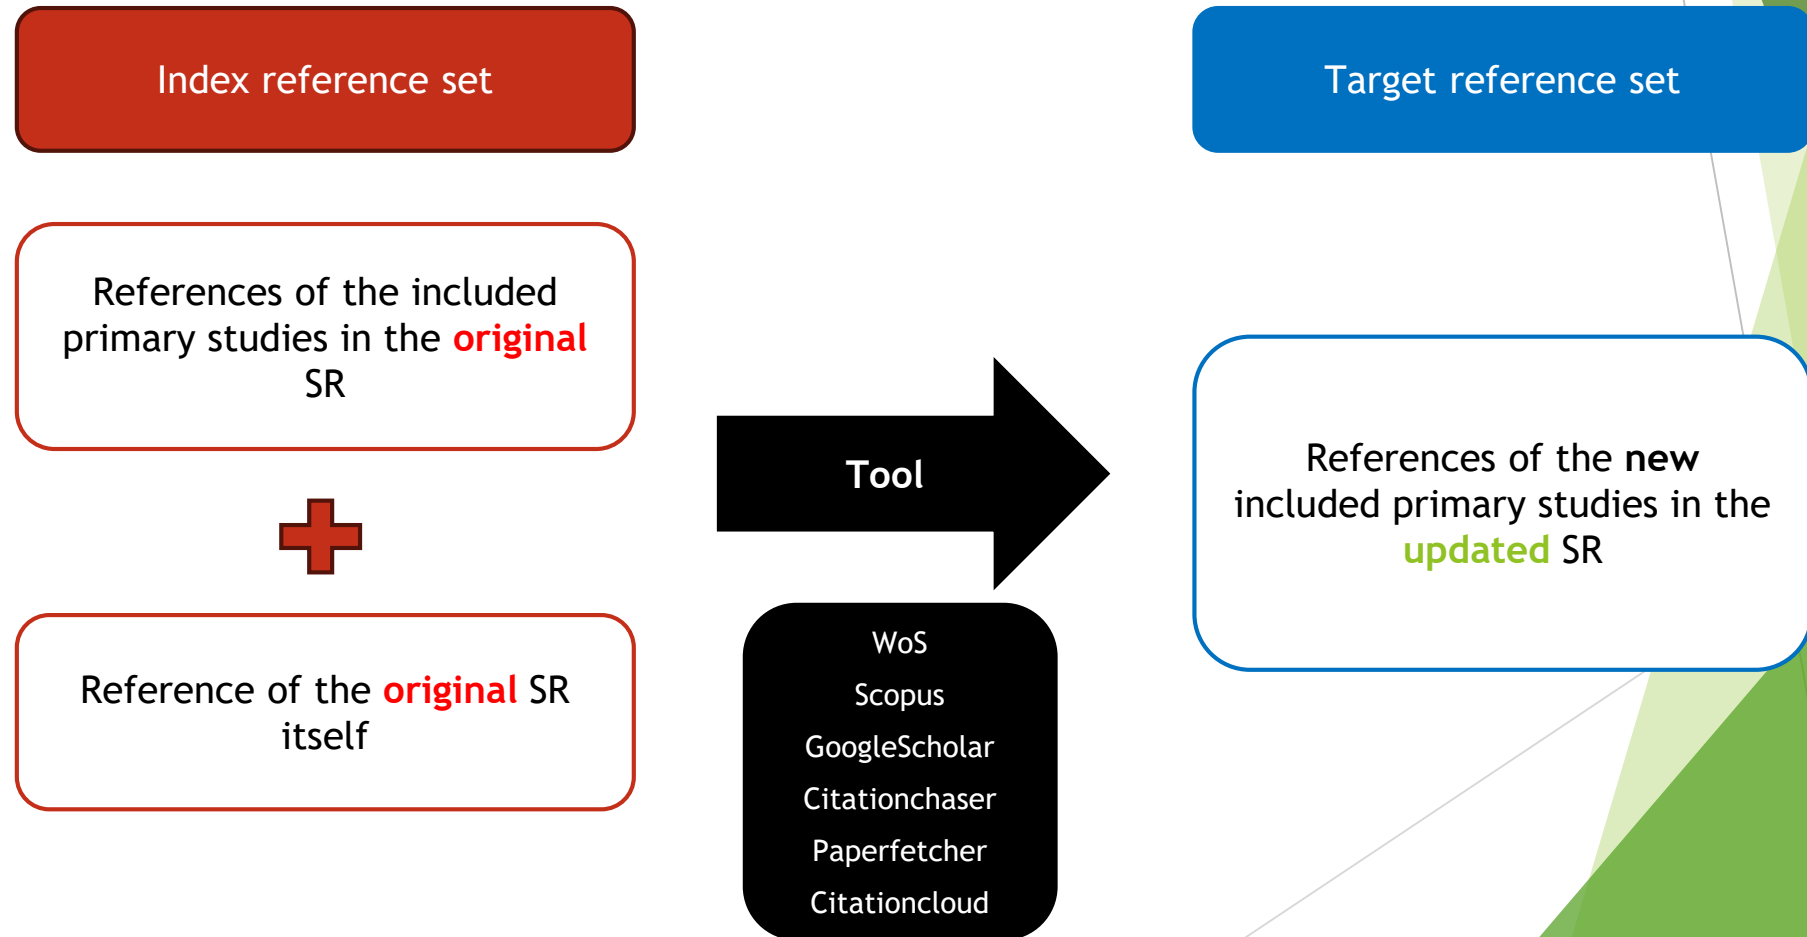 Index reference set
References of the included
primary studies in the original
SR
Reference of the original SR
itself
Tool
WoS
Scopus
GoogleScholar
Citationchaser
Paperfetcher
Citationcloud
Target reference set
References of the new
included primary studies in the
updated SR